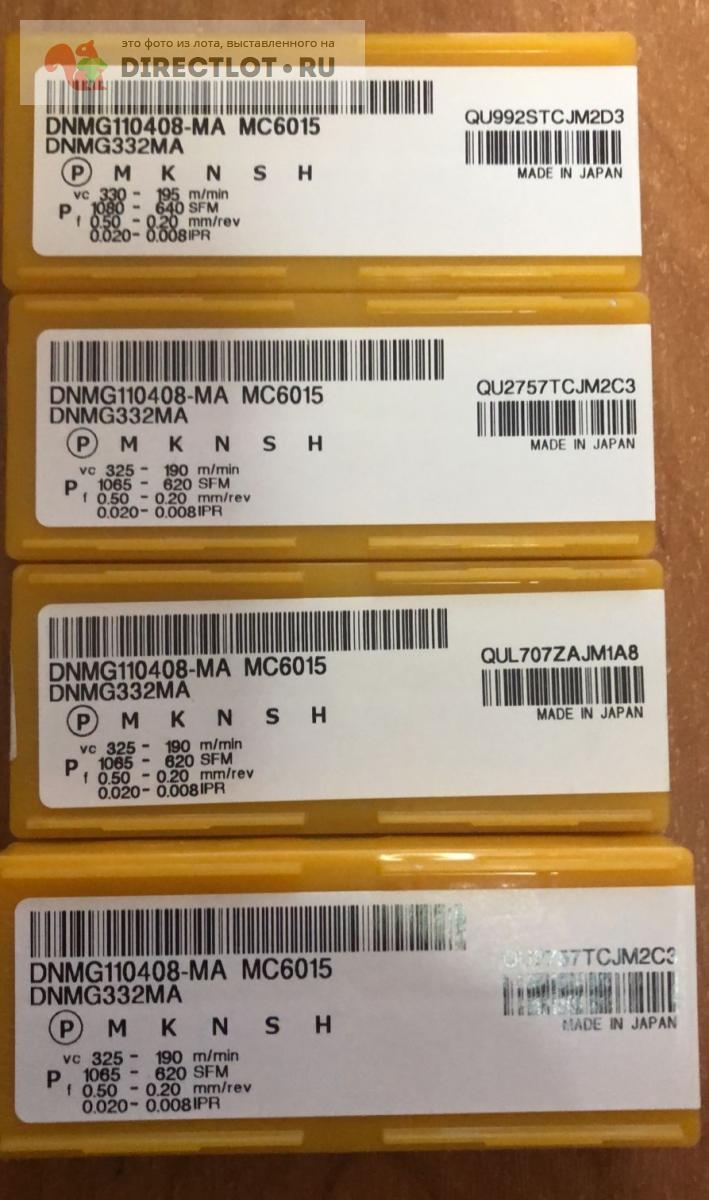 это фото из лота, выставленного на
DIRECTLOT•RU
DNMG110408-MA MC6015
DNMG332MA
QU992STCJM2D3
MADE IN JAPAN
P M K N S H
vc 330 - 195 m/min
P 1080 - 640 SFM
f 0.50 - 0.20 mm/rev
0.020 - 0.008 IPR
DNMG110408-MA MC6015
DNMG332MA
QU2757TCJM2C3
MADE IN JAPAN
P M K N S H
vc 325 - 190 m/min
P 1065 - 620 SFM
f 0.50 - 0.20 mm/rev
0.020 - 0.008 IPR
DNMG110408-MA MC6015
DNMG332MA
QUL707ZAJM1A8
MADE IN JAPAN
P M K N S H
vc 325 - 190 m/min
P 1065 - 620 SFM
f 0.50 - 0.20 mm/rev
0.020 - 0.008 IPR
DNMG110408-MA MC6015
DNMG332MA
MADE IN JAPAN
P M K N S H
vc 325 - 190 m/min
P 1065 - 620 SFM
f 0.50 - 0.20 mm/rev
0.020 - 0.008 IPR